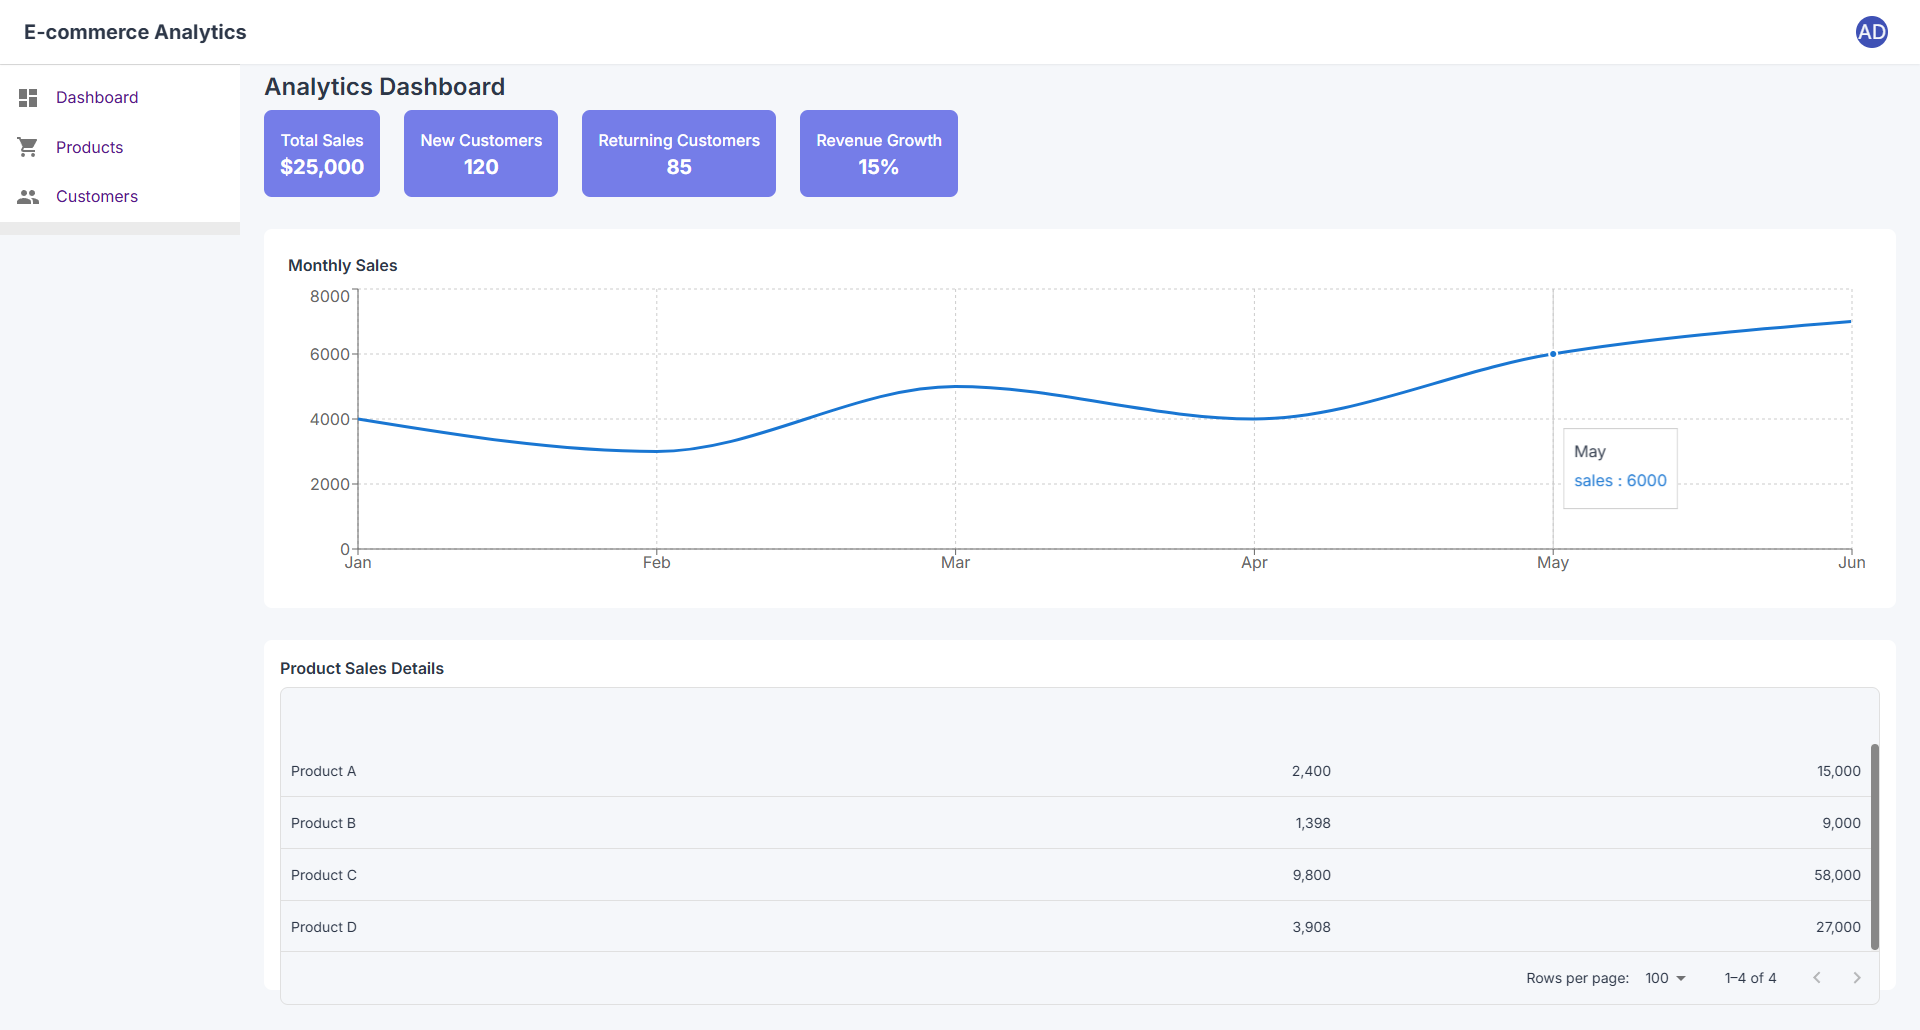 E-commerce Analytics
AD
Dashboard
Products
Customers
Analytics Dashboard
Total Sales
$25,000
New Customers
120
Returning Customers
85
Revenue Growth
15%
Monthly Sales
8000
6000
4000
2000
0
Jan Feb Mar Apr May Jun
May
sales : 6000
Product Sales Details
Product A 2,400 15,000
Product B 1,398 9,000
Product C 9,800 58,000
Product D 3,908 27,000
Rows per page: 100 1–4 of 4